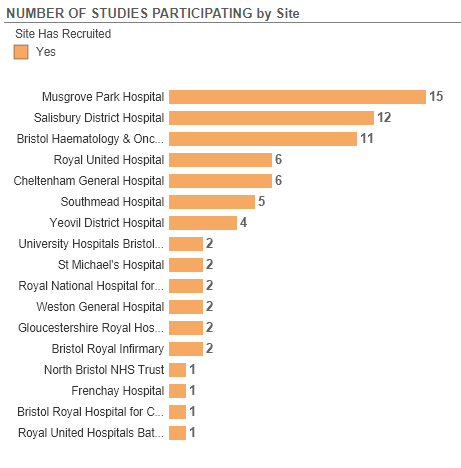 NUMBER OF STUDIES PARTICIPATING by Site
Site Has Recruited
Yes
Musgrove Park Hospital 15
Salisbury District Hospital 12
Bristol Haematology & Onc... 11
Royal United Hospital 6
Cheltenham General Hospital 6
Southmead Hospital 5
Yeovil District Hospital 4
University Hospitals Bristol... 2
St Michael's Hospital 2
Royal National Hospital for... 2
Weston General Hospital 2
Gloucestershire Royal Hos... 2
Bristol Royal Infirmary 2
North Bristol NHS Trust 1
Frenchay Hospital 1
Bristol Royal Hospital for C... 1
Royal United Hospitals Bat... 1